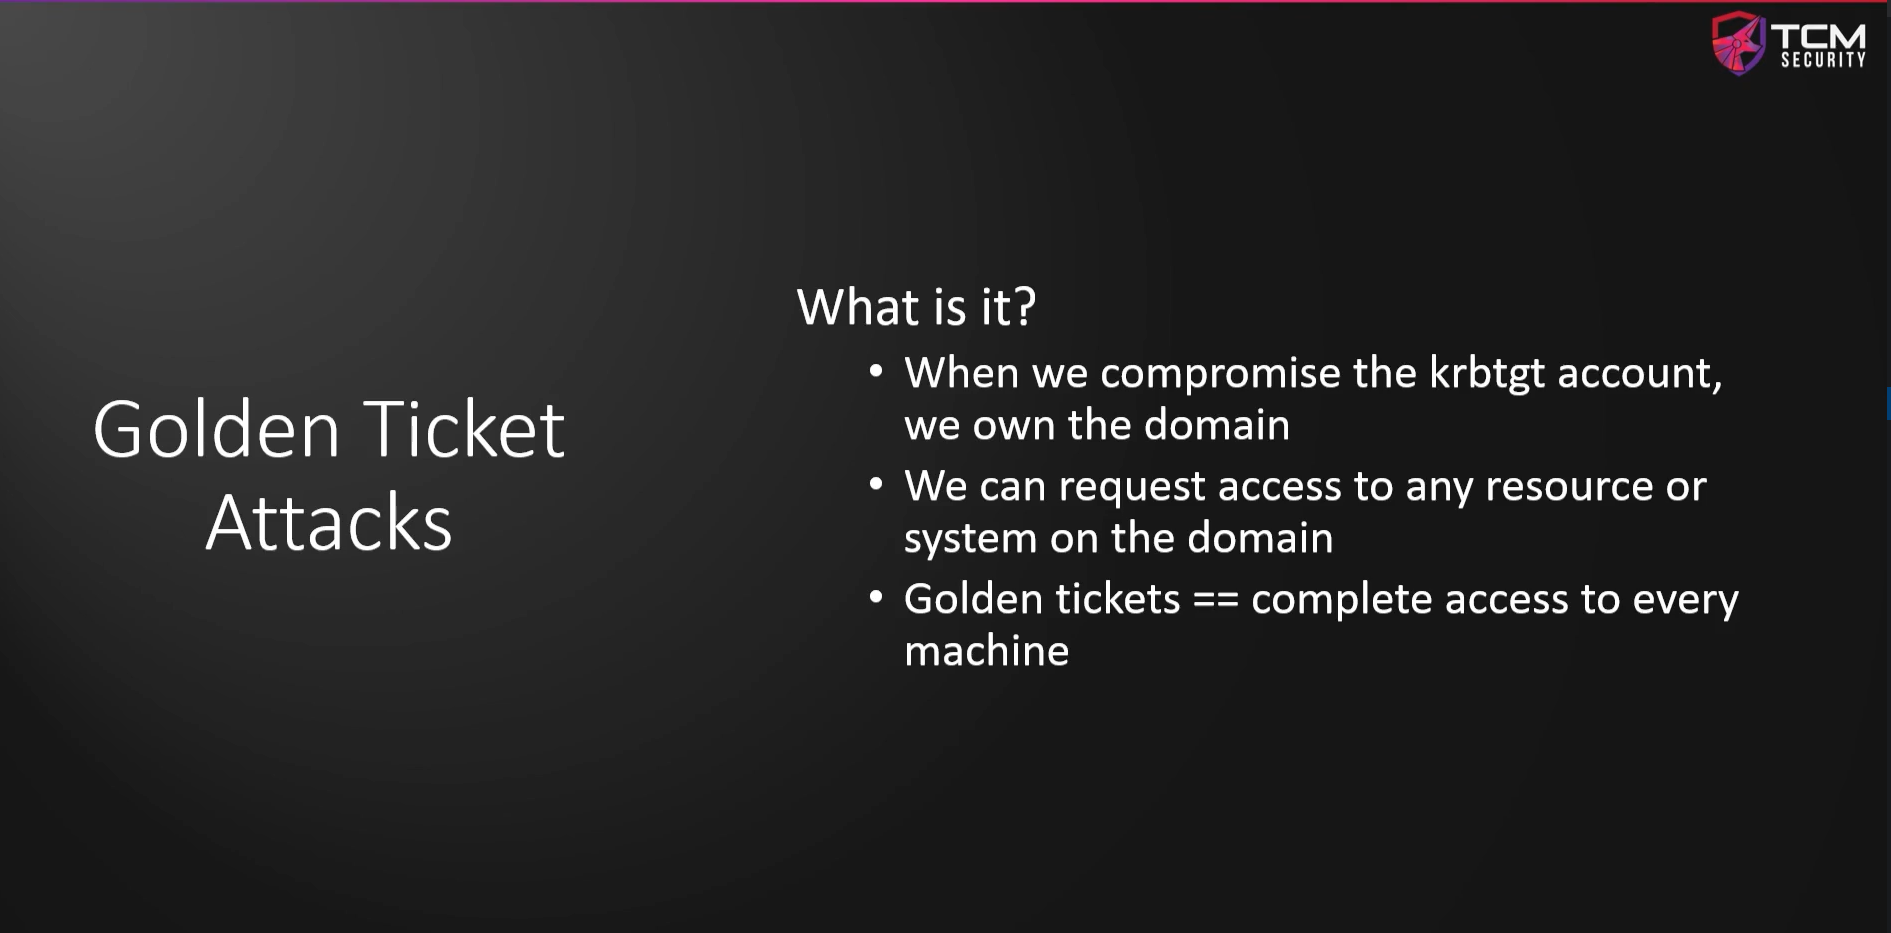 TCM
SECURITY
Golden Ticket
Attacks
What is it?
• When we compromise the krbtgt account,
we own the domain
• We can request access to any resource or
system on the domain
• Golden tickets == complete access to every
machine